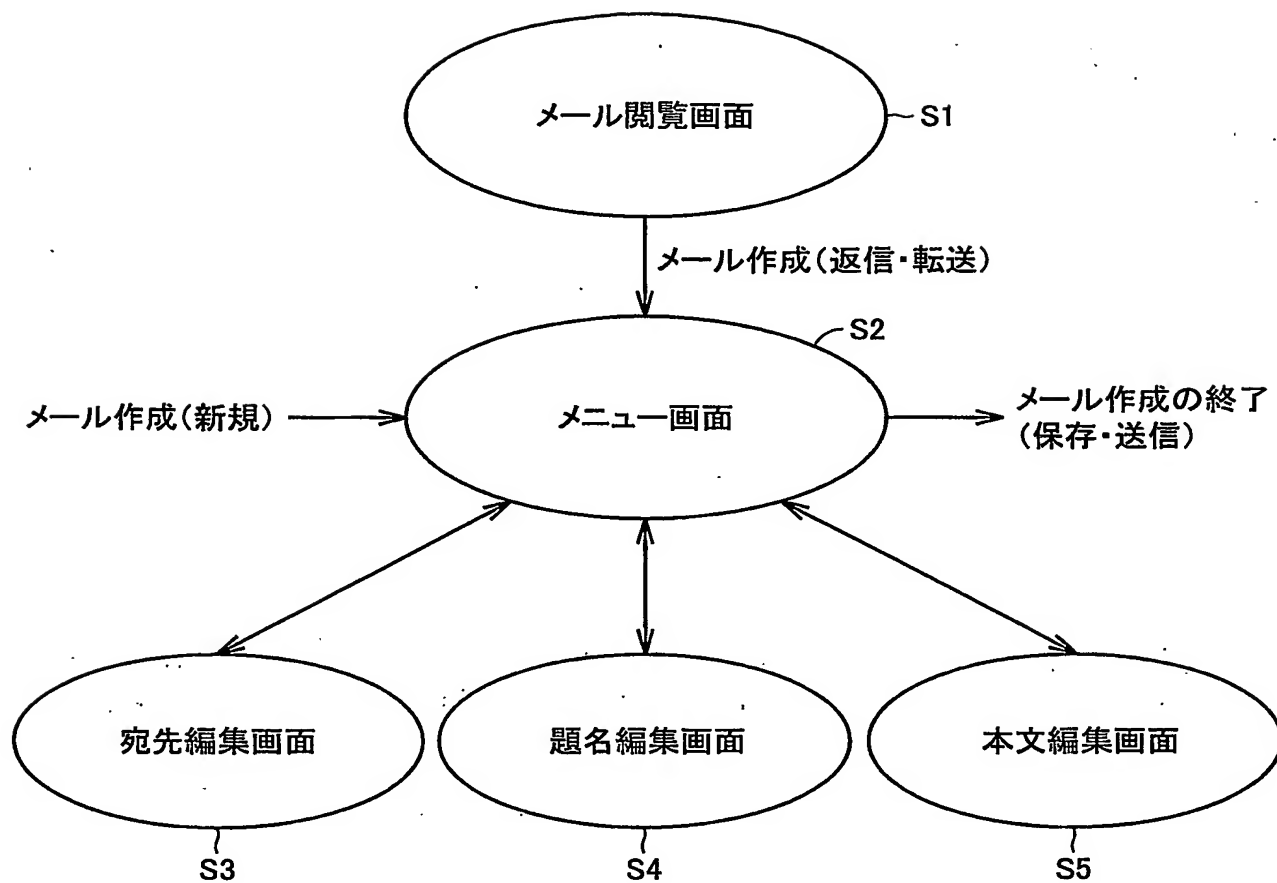 メール閲覧画面
S1
メール作成(返信・転送)
S2
メール作成(新規)
メニュー画面
メール作成の終了
(保存・送信)
宛先編集画面
題名編集画面
本文編集画面
S3
S4
S5